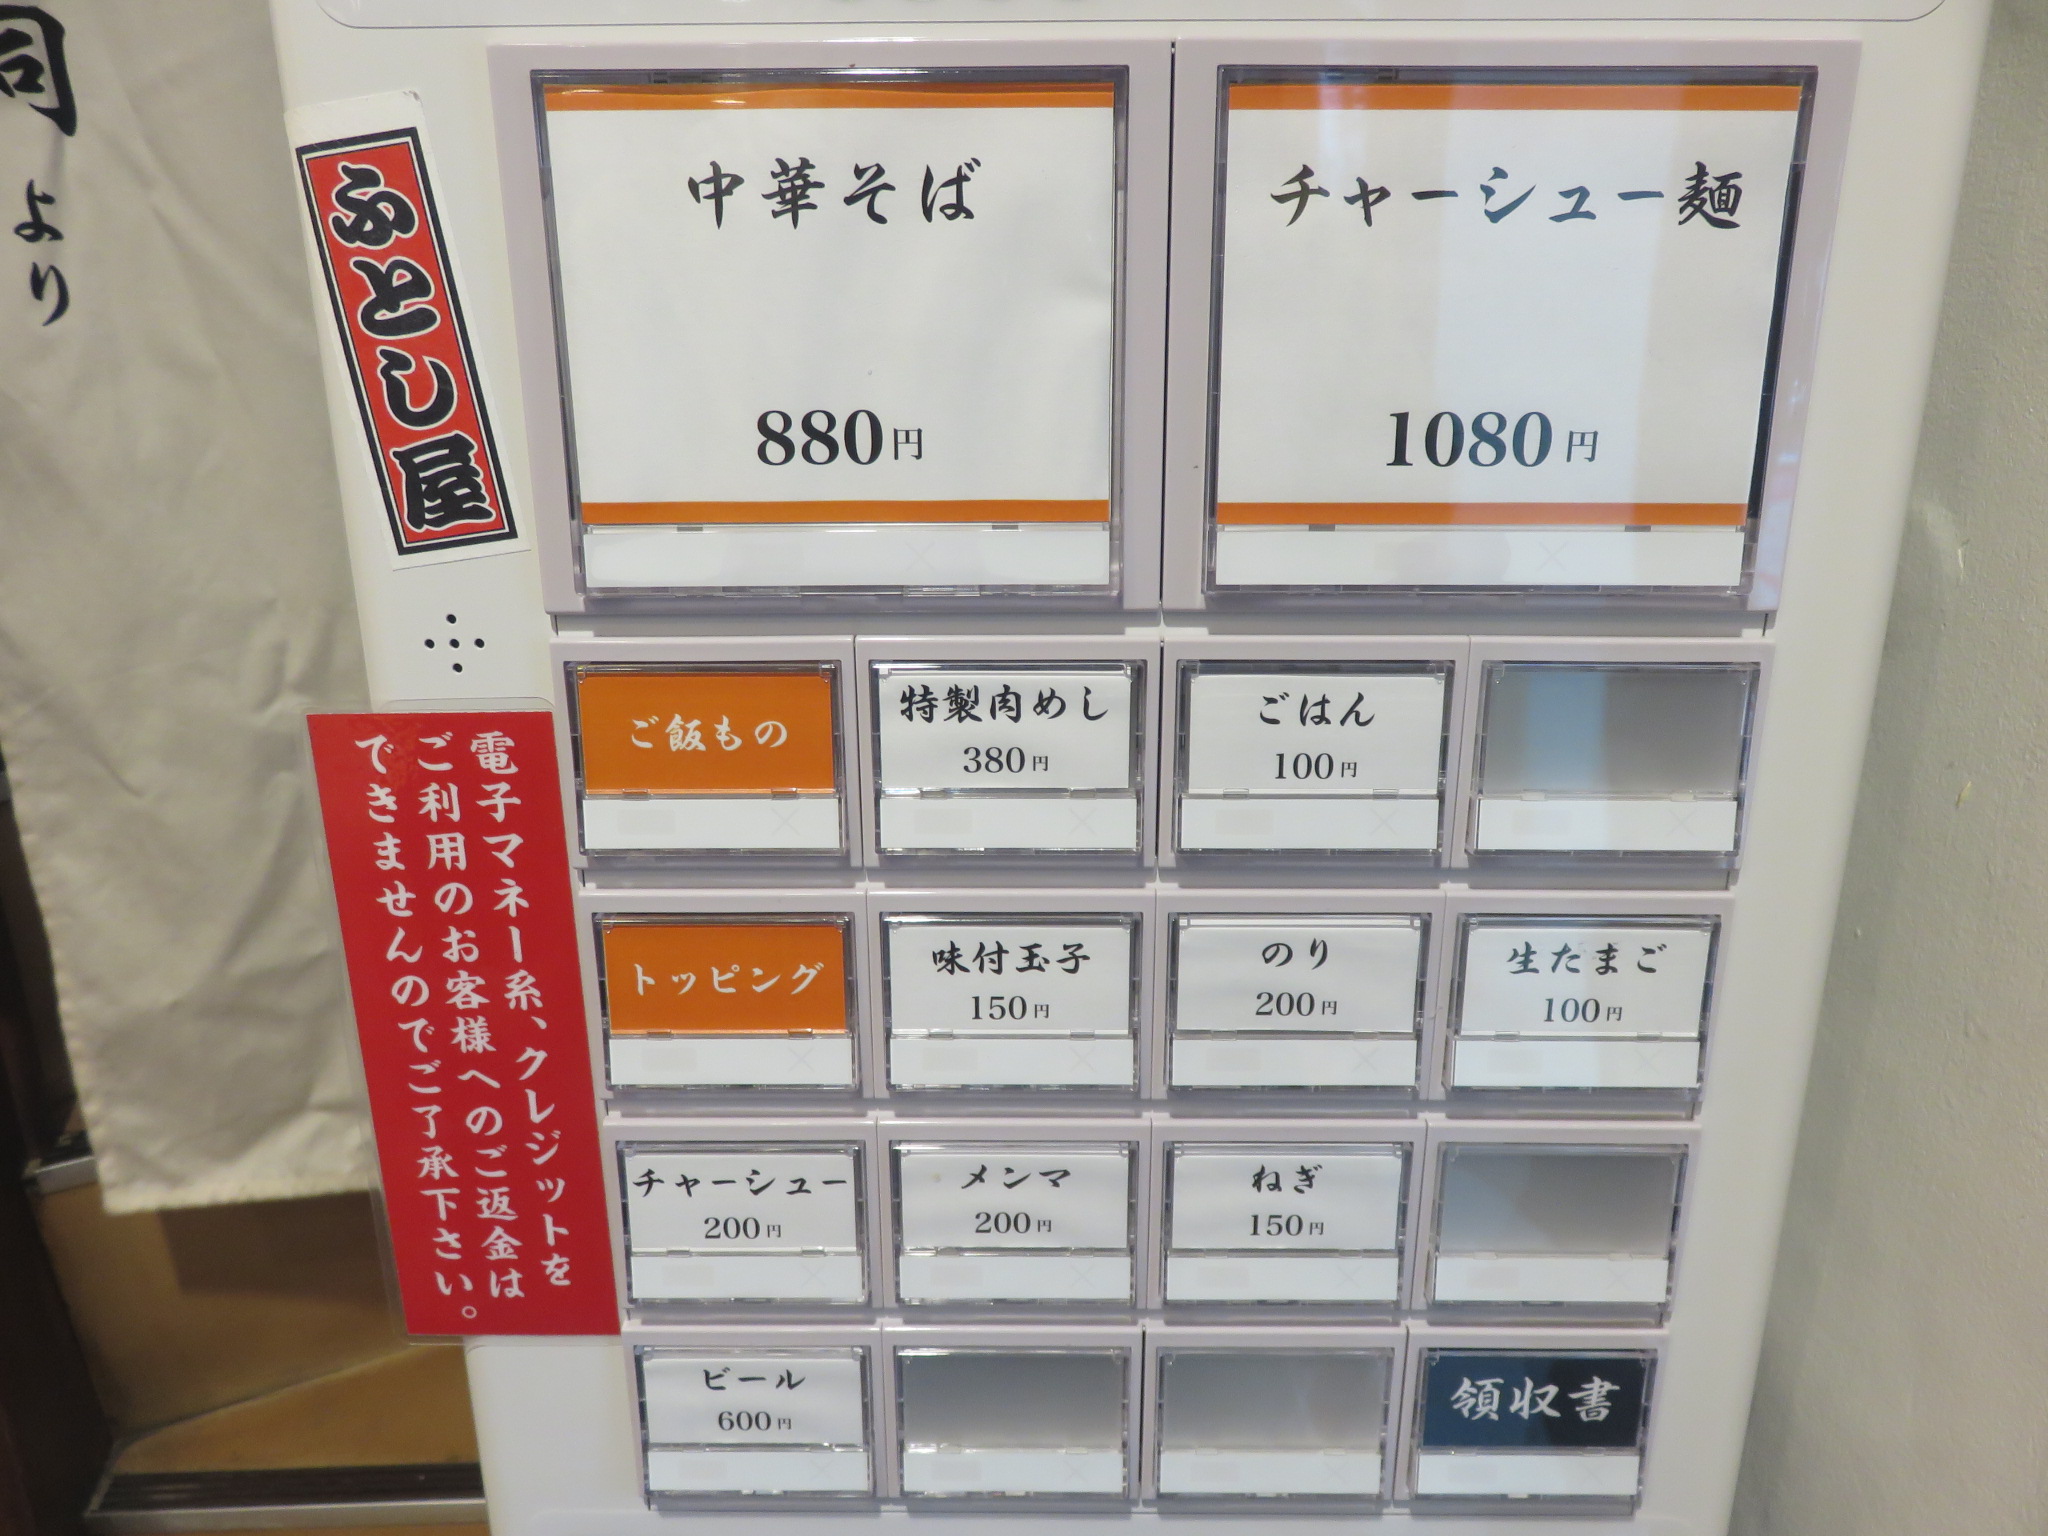 同より
ふとし屋
中華そば
880円
チャーシュー麺
1080円
ご飯もの
特製肉めし
380円
ごはん
100円
トッピング
味付玉子
150円
のり
200円
生たまご
100円
チャーシュー
200円
メンマ
200円
ねぎ
150円
ビール
600円
領収書
電子マネー系、クレジットを
ご利用のお客様へのご返金は
できませんのでご了承下さい。